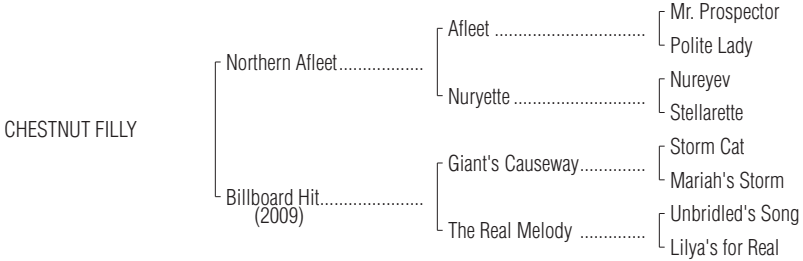 Mr. Prospector
Afleet ................................
Polite Lady
Northern Afleet..................
Nureyev
Nuryette ............................
Stellarette
CHESTNUT FILLY
Storm Cat
Giant's Causeway..............
Mariah's Storm
Billboard Hit......................
(2009)
Unbridled's Song
The Real Melody ..............
Lilya's for Real